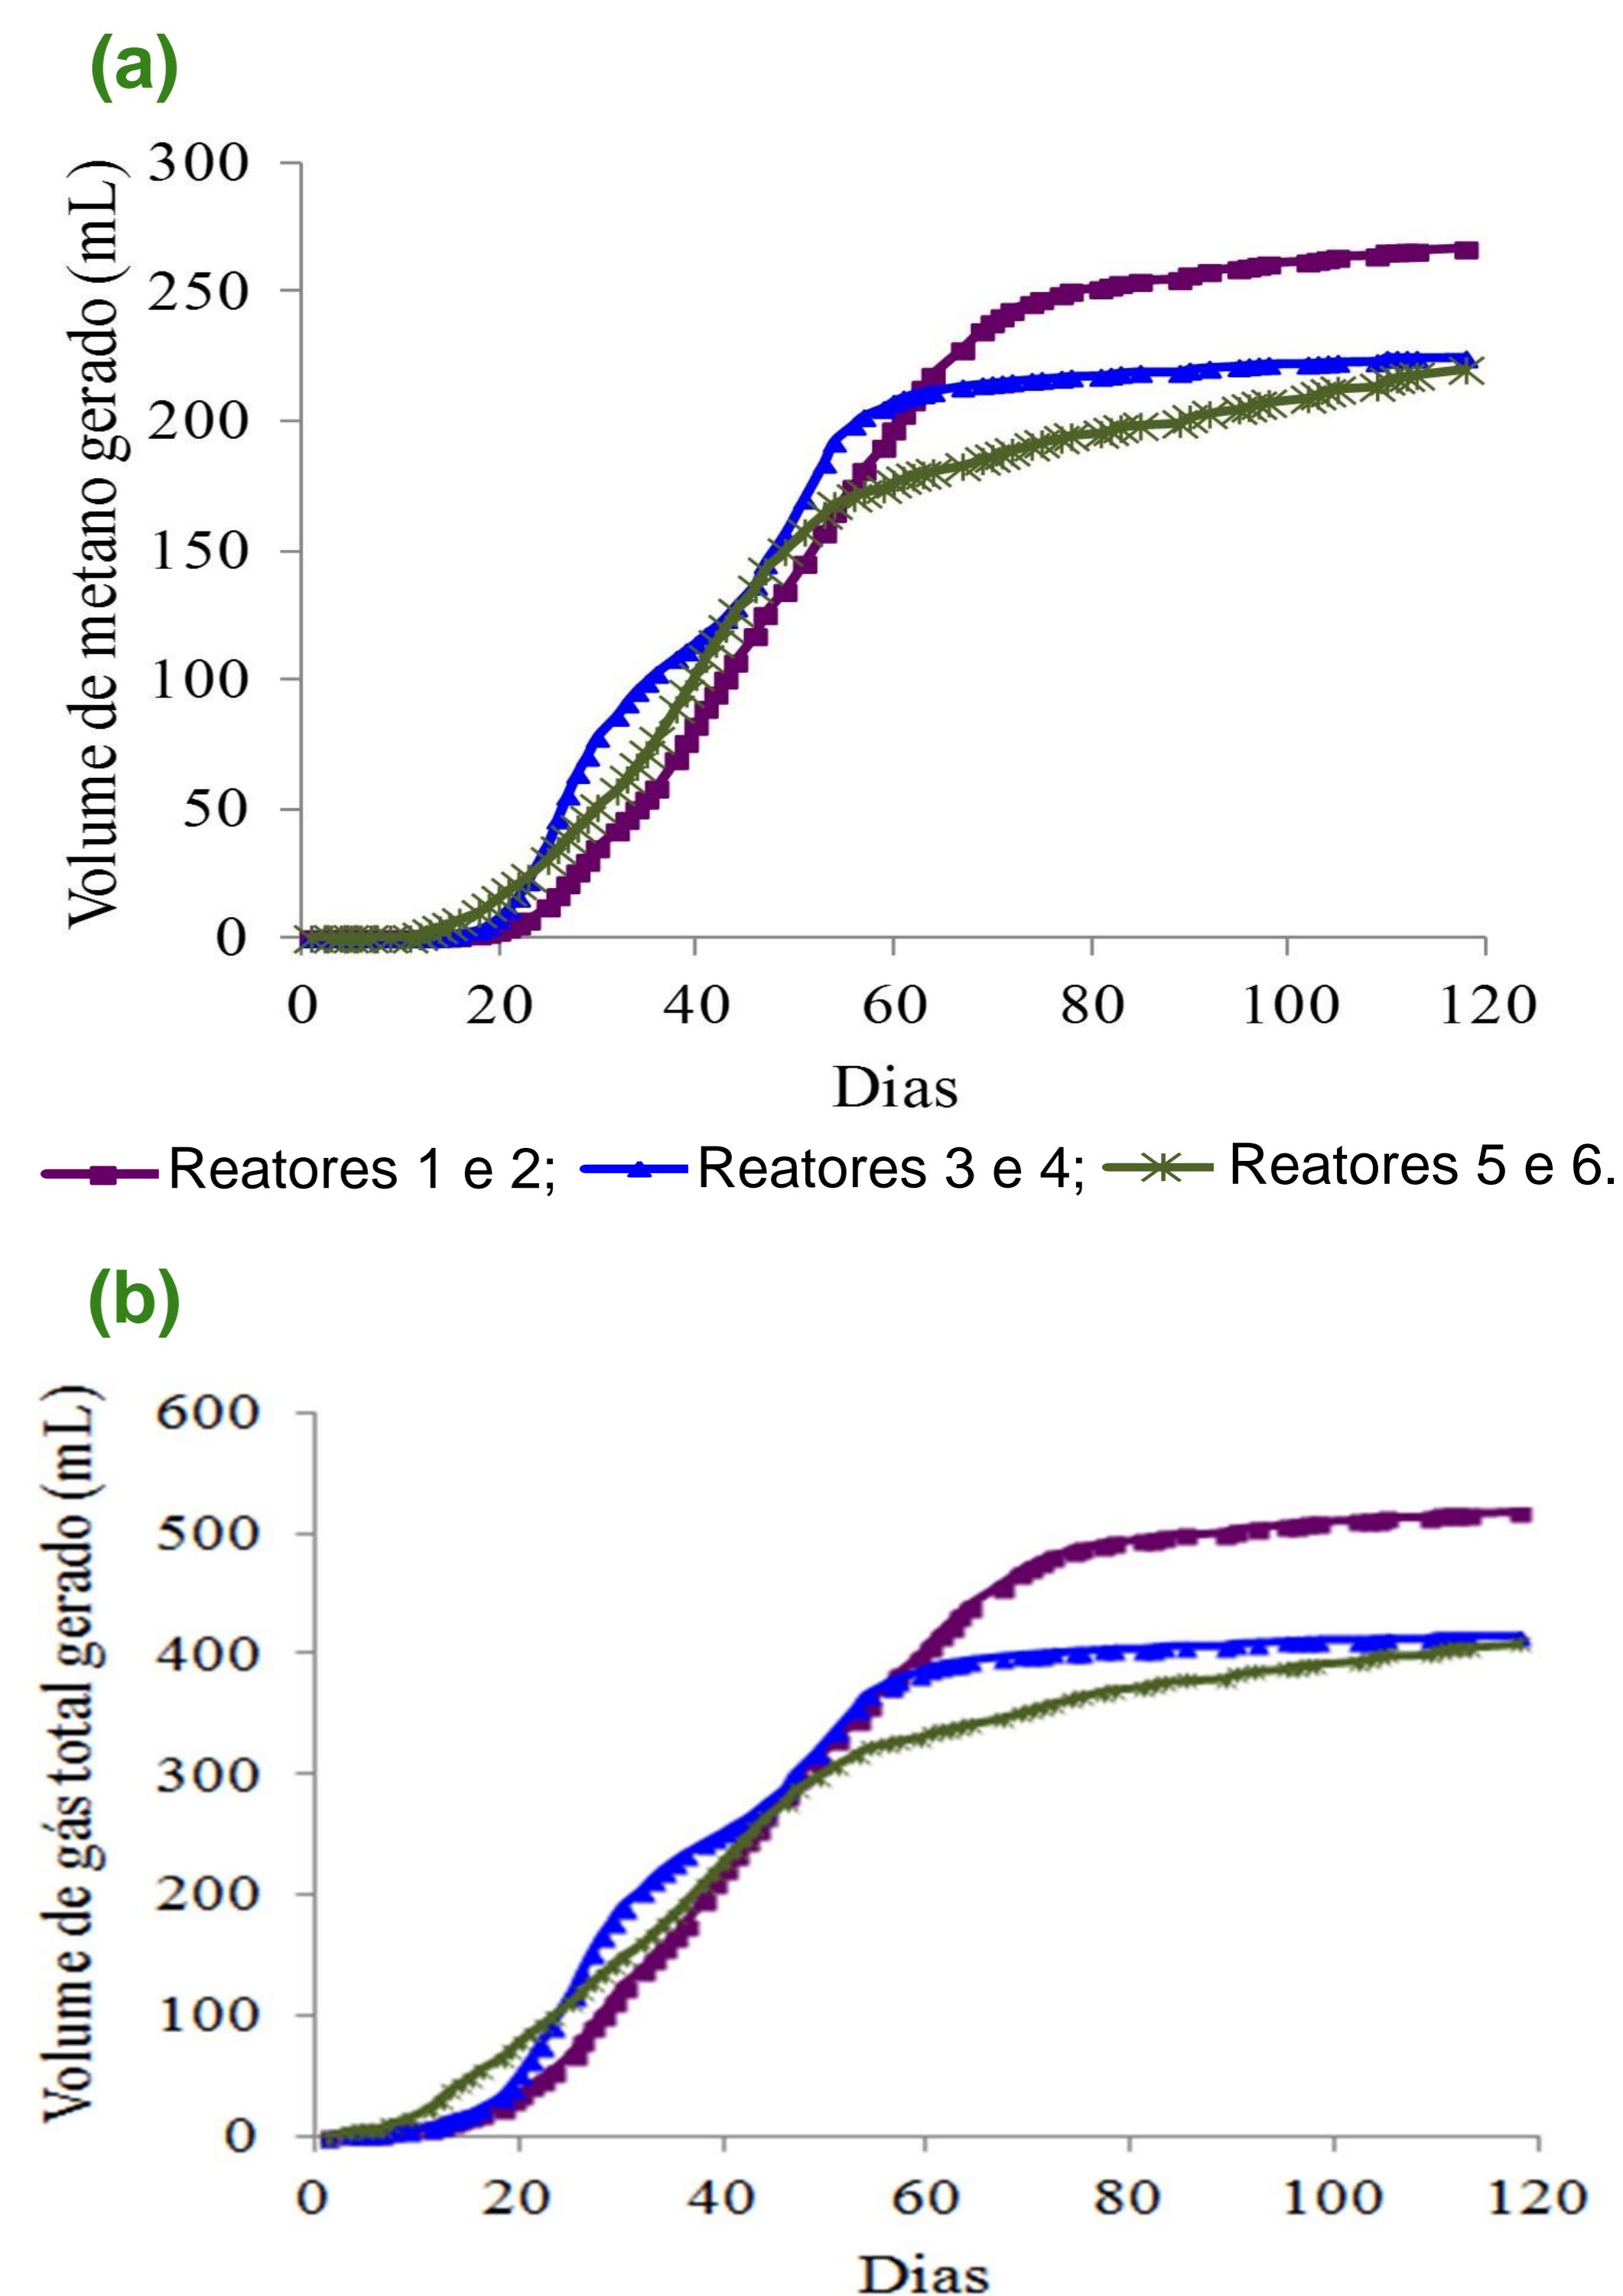 (a)
Volume de metano gerado (mL)
300
250
200
150
100
50
0
0 20 40 60 80 100 120
Dias
Reatores 1 e 2; Reatores 3 e 4; Reatores 5 e 6.
(b)
Volume de gás total gerado (mL)
600
500
400
300
200
100
0
0 20 40 60 80 100 120
Dias